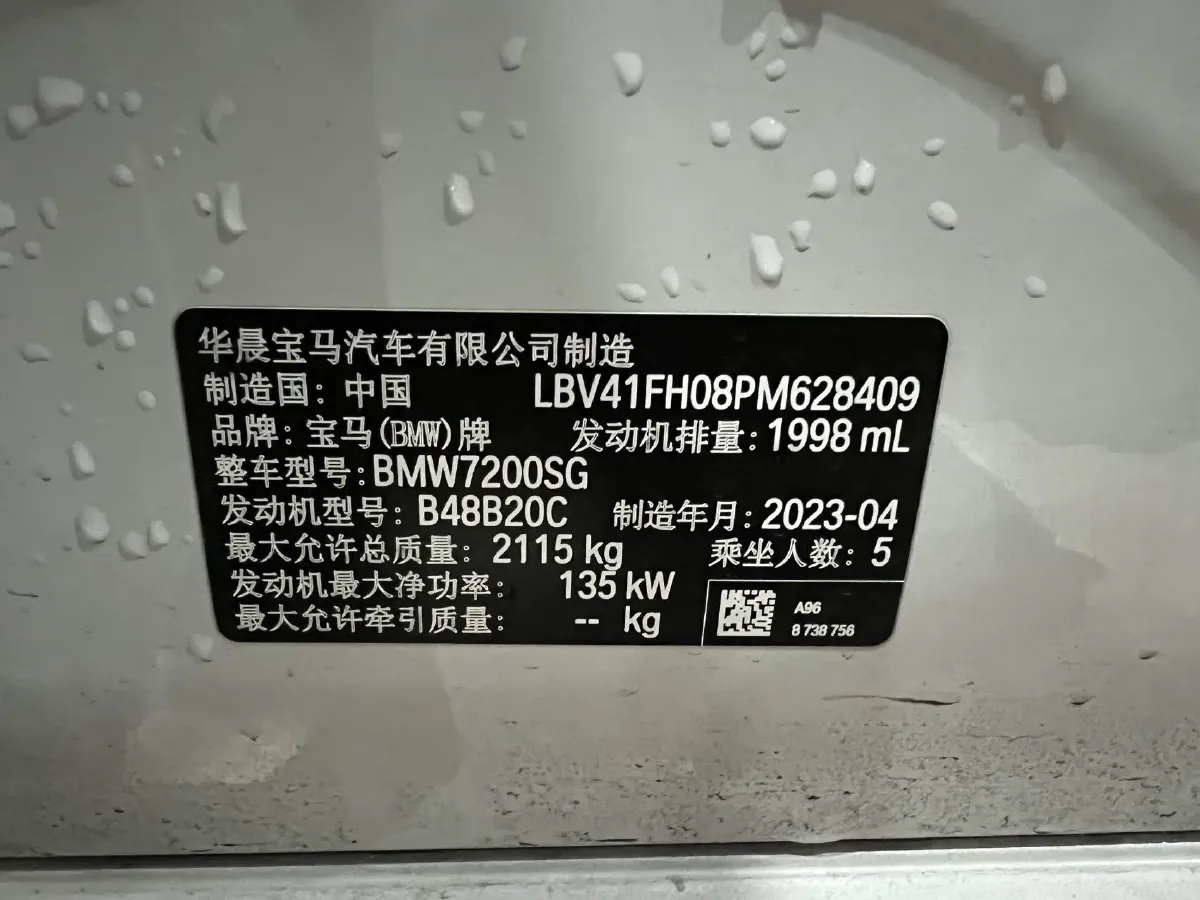 华晨宝马汽车有限公司制造
制造国：中国 LBV41FH08PM628409
品牌：宝马(BMW)牌 发动机排量：1998 mL
整车型号：BMW7200SG
发动机型号：B48B20C 制造年月：2023-04
最大允许总质量：2115 kg 乘坐人数：5
发动机最大净功率：135 kW
最大允许牵引质量：-- kg
A96
8 738 756